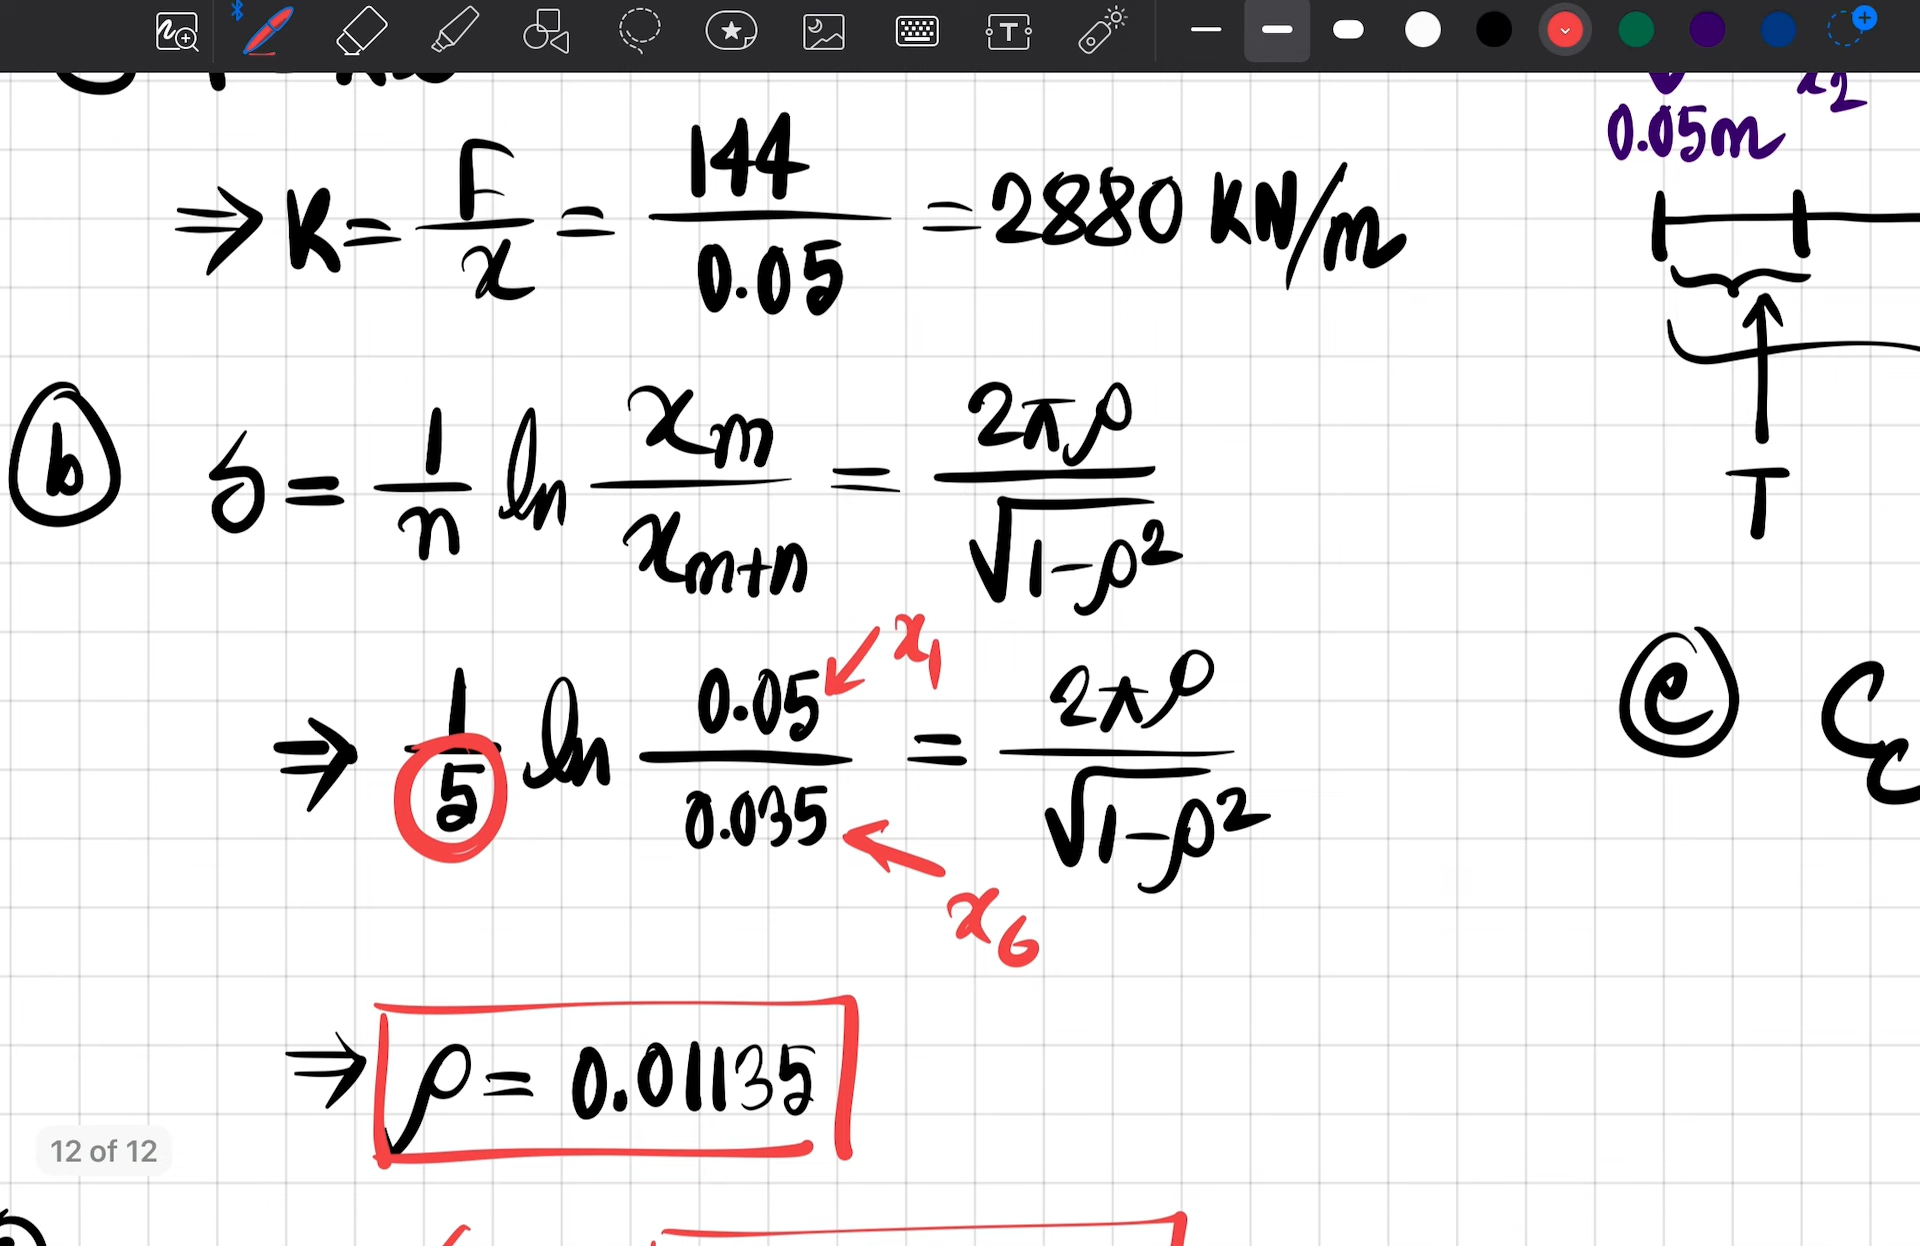 0.05m x2
⇒ K = F/x = 144/0.05 = 2880 KN/m
T
ⓑ δ = 1/n ln xm/xm+n = 2πρ/√1-ρ²
x1
⇒ 1/5 ln 0.05/0.035 = 2πρ/√1-ρ²
x6
ⓔ Cc
⇒ ρ = 0.01135
12 of 12